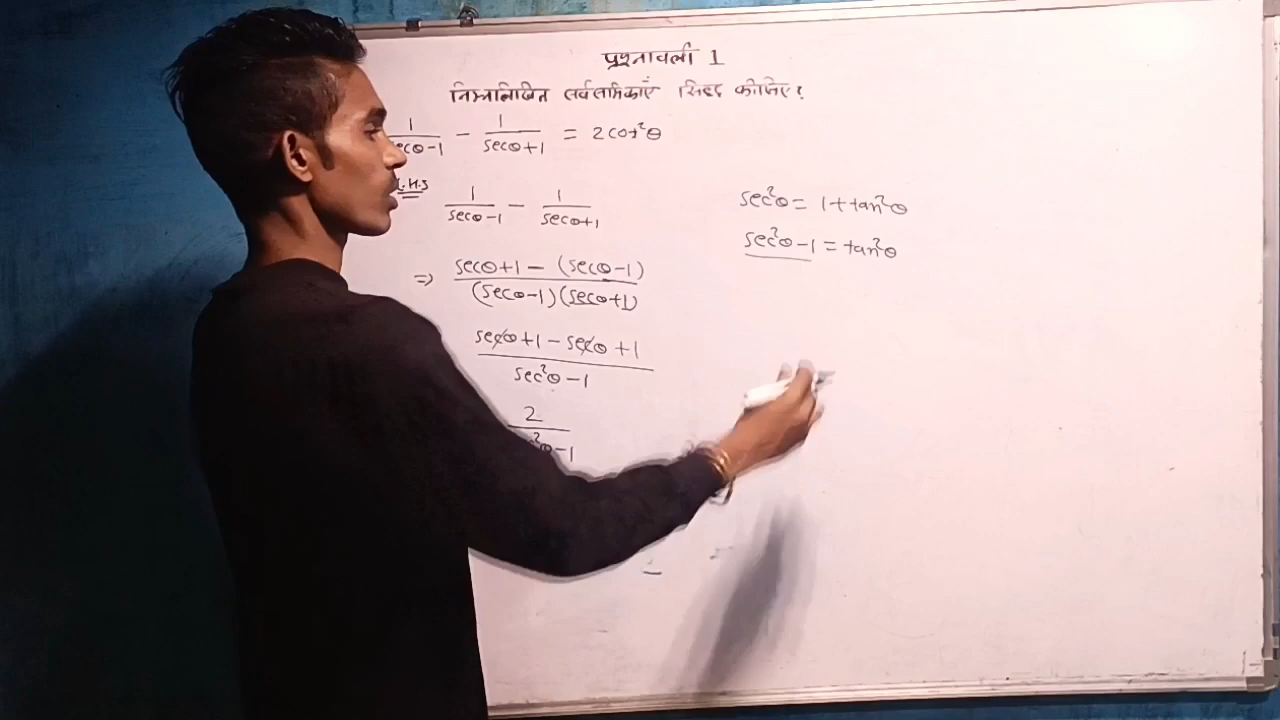 प्रश्नावली 1
निम्नलिखित सर्वसमिकाएँ सिद्ध कीजिए :
1/(secθ-1) - 1/(secθ+1) = 2cot²θ
L.H.S
1/(secθ-1) - 1/(secθ+1)
⇒ (secθ+1 - (secθ-1))/((secθ-1)(secθ+1))
(secθ+1 - secθ+1)/(sec²θ-1)
2/(sec²θ-1)
sec²θ = 1+tan²θ
sec²θ-1 = tan²θ